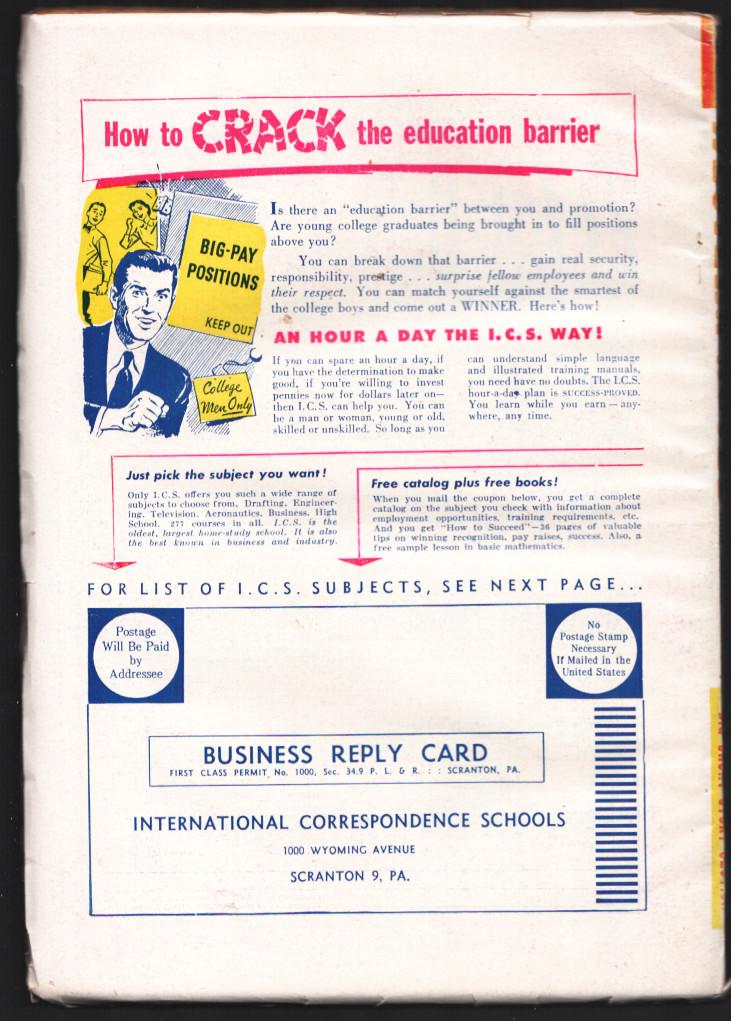 How to CRACK the education barrier
BIG-PAY
POSITIONS
KEEP OUT
College
Men Only
Is there an "education barrier" between you and promotion?
Are young college graduates being brought in to fill positions
above you?
You can break down that barrier . . . gain real security,
responsibility, prestige . . . surprise fellow employees and win
their respect. You can match yourself against the smartest of
the college boys and come out a WINNER. Here's how!
AN HOUR A DAY THE I.C.S. WAY!
If you can spare an hour a day, if
you have the determination to make
good, if you're willing to invest
pennies now for dollars later on—
then I.C.S. can help you. You can
be a man or woman, young or old,
skilled or unskilled. So long as you
can understand simple language
and illustrated training manuals,
you need have no doubts. The I.C.S.
hour-a-day plan is SUCCESS-PROVED.
You learn while you earn — any-
where, any time.
Just pick the subject you want!
Only I.C.S. offers you such a wide range of
subjects to choose from. Drafting. Engineer-
ing. Television. Aeronautics. Business. High
School. 277 courses in all. I.C.S. is the
oldest, largest home-study school. It is also
the best known in business and industry.
Free catalog plus free books!
When you mail the coupon below, you get a complete
catalog on the subject you check with information about
employment opportunities, training requirements, etc.
And you get "How to Succeed"—36 pages of valuable
tips on winning recognition, pay raises, success. Also, a
free sample lesson in basic mathematics.
FOR LIST OF I.C.S. SUBJECTS, SEE NEXT PAGE...
Postage
Will Be Paid
by
Addressee
No
Postage Stamp
Necessary
If Mailed in the
United States
BUSINESS REPLY CARD
FIRST CLASS PERMIT No. 1000, Sec. 34.9 P. L. & R. : : SCRANTON, PA.
INTERNATIONAL CORRESPONDENCE SCHOOLS
1000 WYOMING AVENUE
SCRANTON 9, PA.